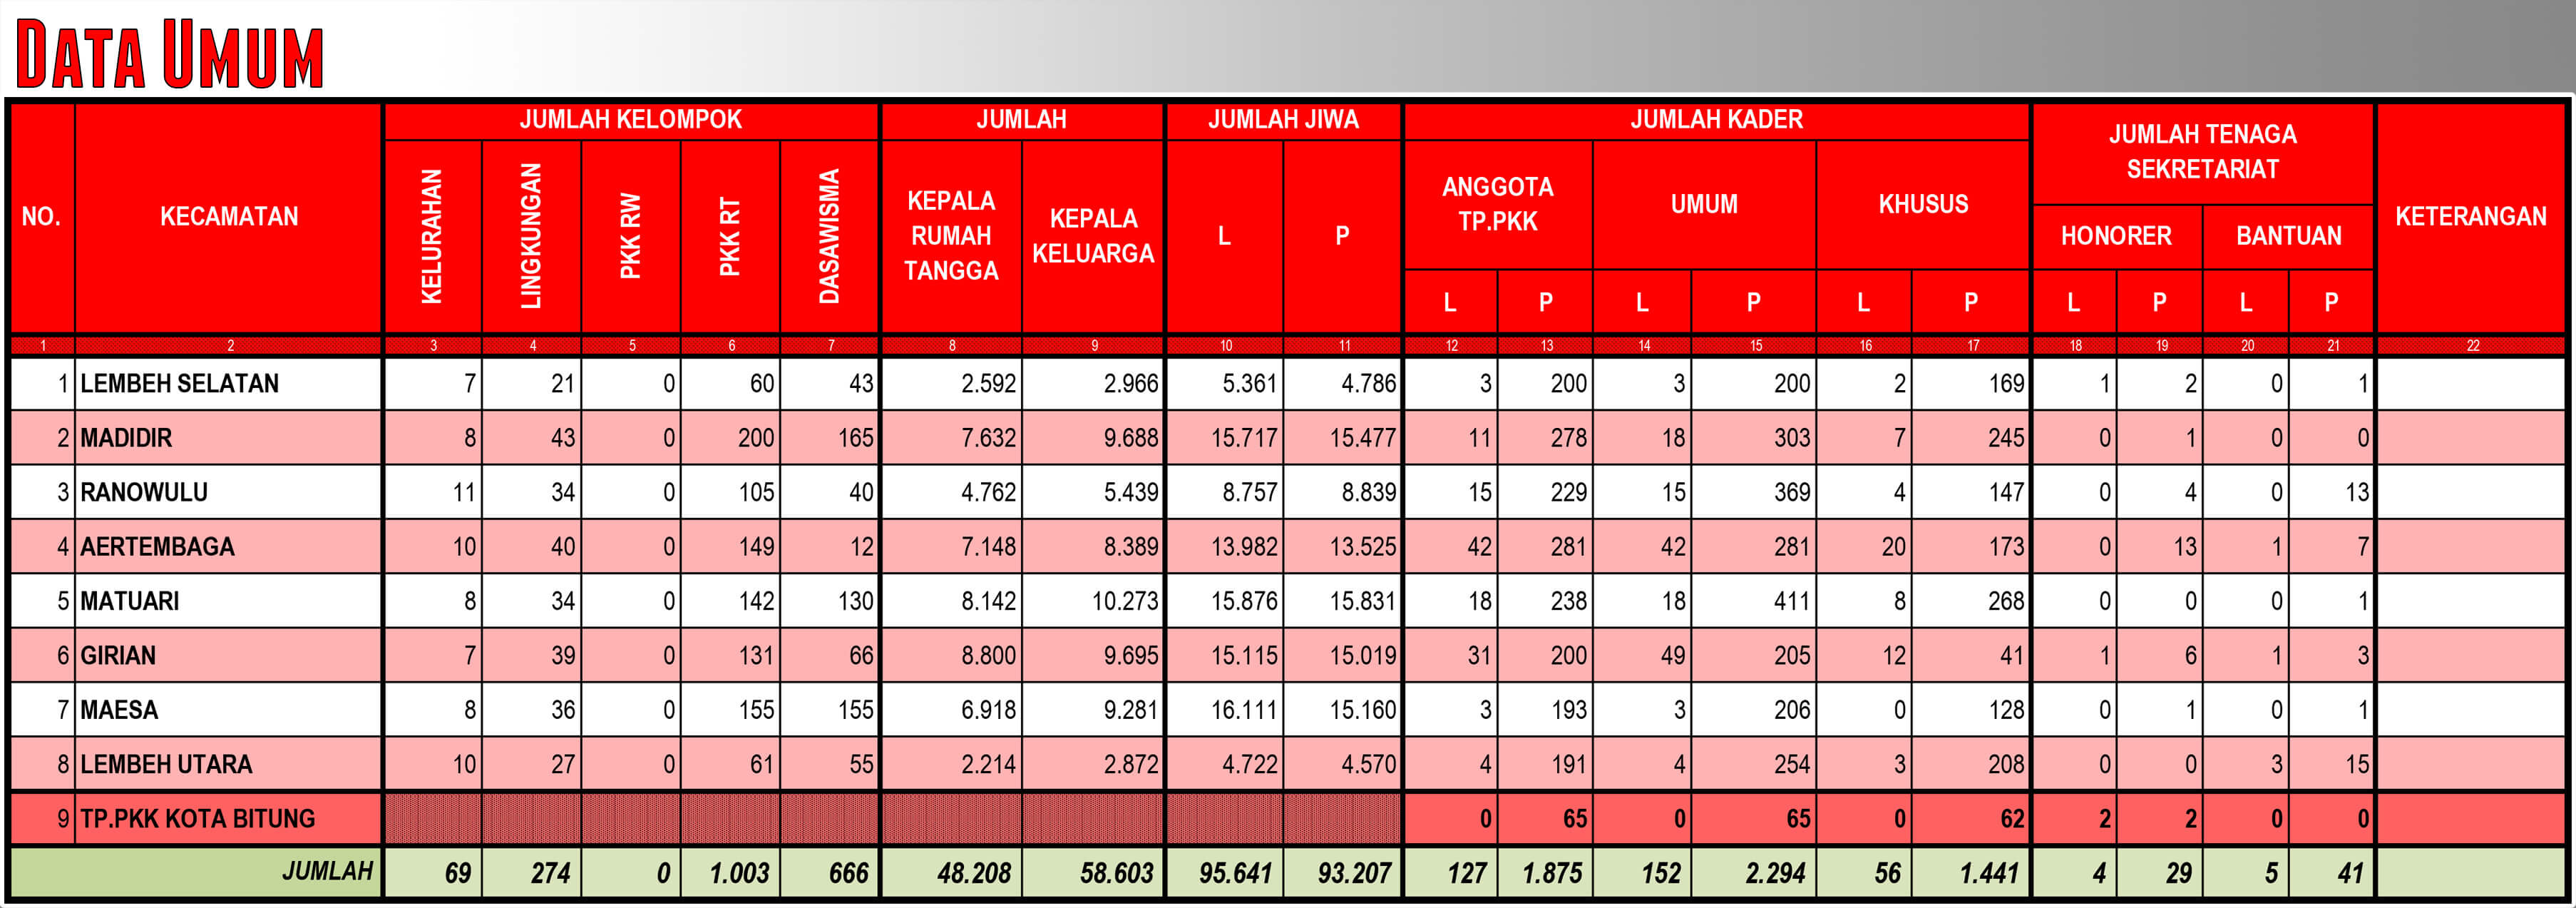 DATA UMUM
NO. KECAMATAN JUMLAH KELOMPOK JUMLAH JUMLAH JIWA JUMLAH KADER JUMLAH TENAGA SEKRETARIAT KETERANGAN
KELURAHAN LINGKUNGAN PKK RW PKK RT DASAWISMA KEPALA RUMAH TANGGA KEPALA KELUARGA L P ANGGOTA TP.PKK UMUM KHUSUS HONORER BANTUAN
L P L P L P L P L P
1 2 3 4 5 6 7 8 9 10 11 12 13 14 15 16 17 18 19 20 21 22
1 LEMBEH SELATAN 7 21 0 60 43 2.592 2.966 5.361 4.786 3 200 3 200 2 169 1 2 0 1
2 MADIDIR 8 43 0 200 165 7.632 9.688 15.717 15.477 11 278 18 303 7 245 0 1 0 0
3 RANOWULU 11 34 0 105 40 4.762 5.439 8.757 8.839 15 229 15 369 4 147 0 4 0 13
4 AERTEMBAGA 10 40 0 149 12 7.148 8.389 13.982 13.525 42 281 42 281 20 173 0 13 1 7
5 MATUARI 8 34 0 142 130 8.142 10.273 15.876 15.831 18 238 18 411 8 268 0 0 0 1
6 GIRIAN 7 39 0 131 66 8.800 9.695 15.115 15.019 31 200 49 205 12 41 1 6 1 3
7 MAESA 8 36 0 155 155 6.918 9.281 16.111 15.160 3 193 3 206 0 128 0 1 0 1
8 LEMBEH UTARA 10 27 0 61 55 2.214 2.872 4.722 4.570 4 191 4 254 3 208 0 0 3 15
9 TP.PKK KOTA BITUNG 0 65 0 65 0 62 2 2 0 0
JUMLAH 69 274 0 1.003 666 48.208 58.603 95.641 93.207 127 1.875 152 2.294 56 1.441 4 29 5 41